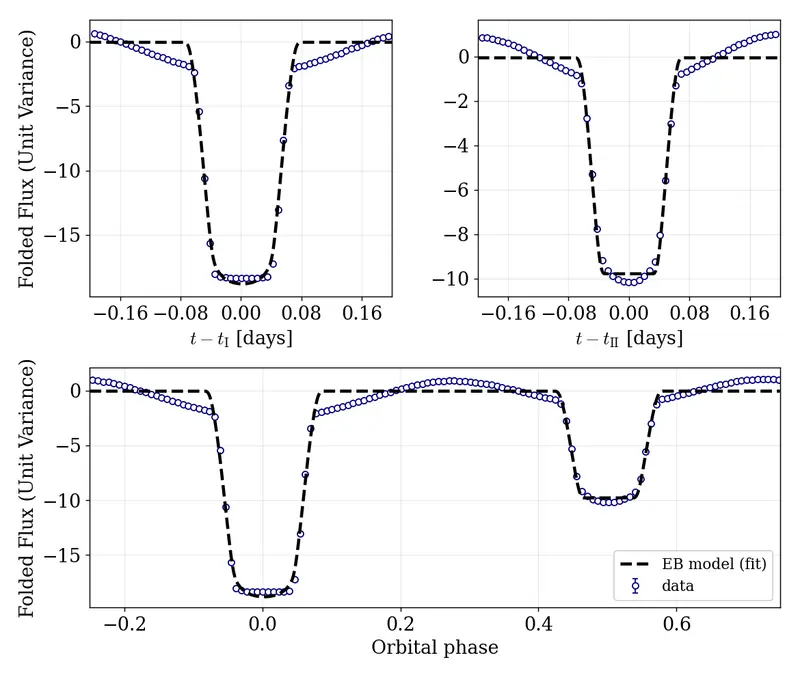 Folded Flux (Unit Variance)
0
−5
−10
−15
−0.16 −0.08 0.00 0.08 0.16
t − tI [days]
0
−2
−4
−6
−8
−10
−0.16 −0.08 0.00 0.08 0.16
t − tII [days]
Folded Flux (Unit Variance)
0
−5
−10
−15
EB model (fit)
data
−0.2 0.0 0.2 0.4 0.6
Orbital phase